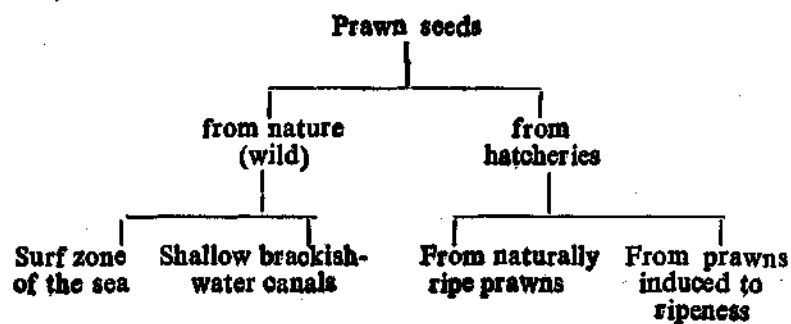 Prawn seeds
from nature
(wild)
from
hatcheries
Surf zone
of the sea
Shallow brackish-
water canals
From naturally
ripe prawns
From prawns
induced to
ripeness